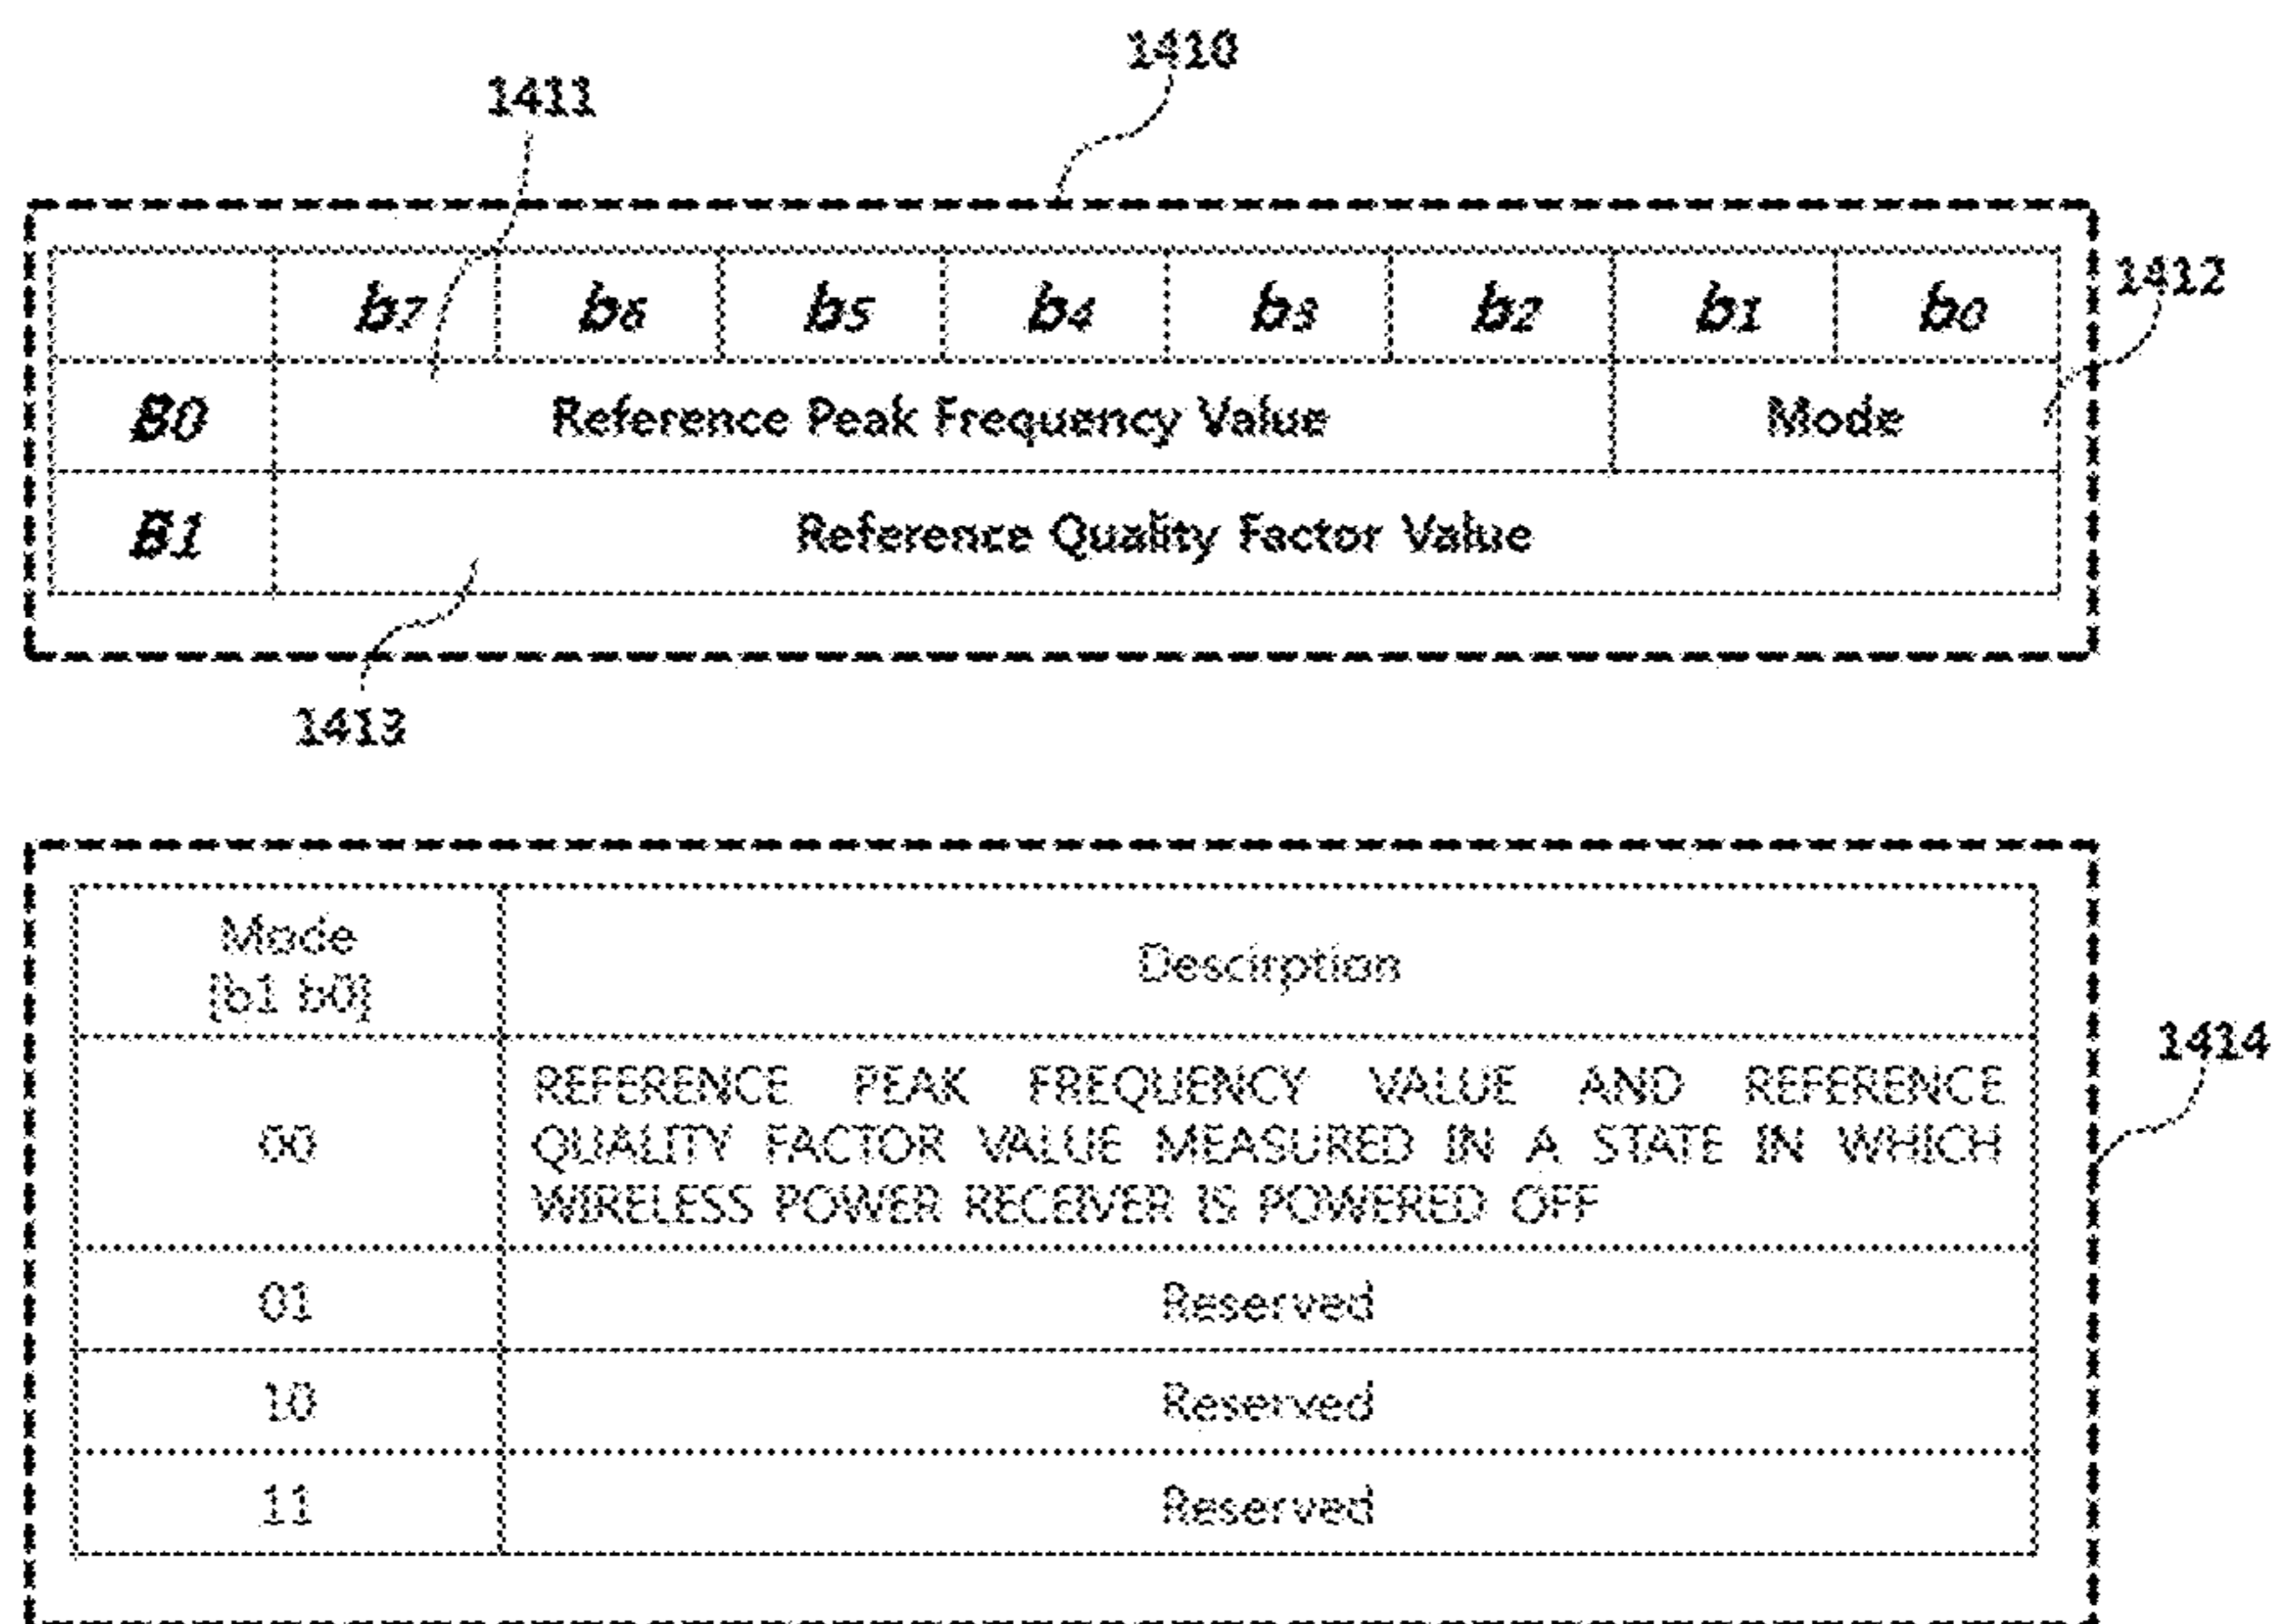 1410
1411
b7 b6 b5 b4 b3 b2 b1 b0
1412
B0 Reference Peak Frequency Value Mode
B1 Reference Quality Factor Value
1413
Mode
[b1 b0]
Descirption
1414
00
REFERENCE PEAK FREQUENCY VALUE AND REFERENCE
QUALITY FACTOR VALUE MEASURED IN A STATE IN WHICH
WIRELESS POWER RECEIVER IS POWERED OFF
01 Reserved
10 Reserved
11 Reserved